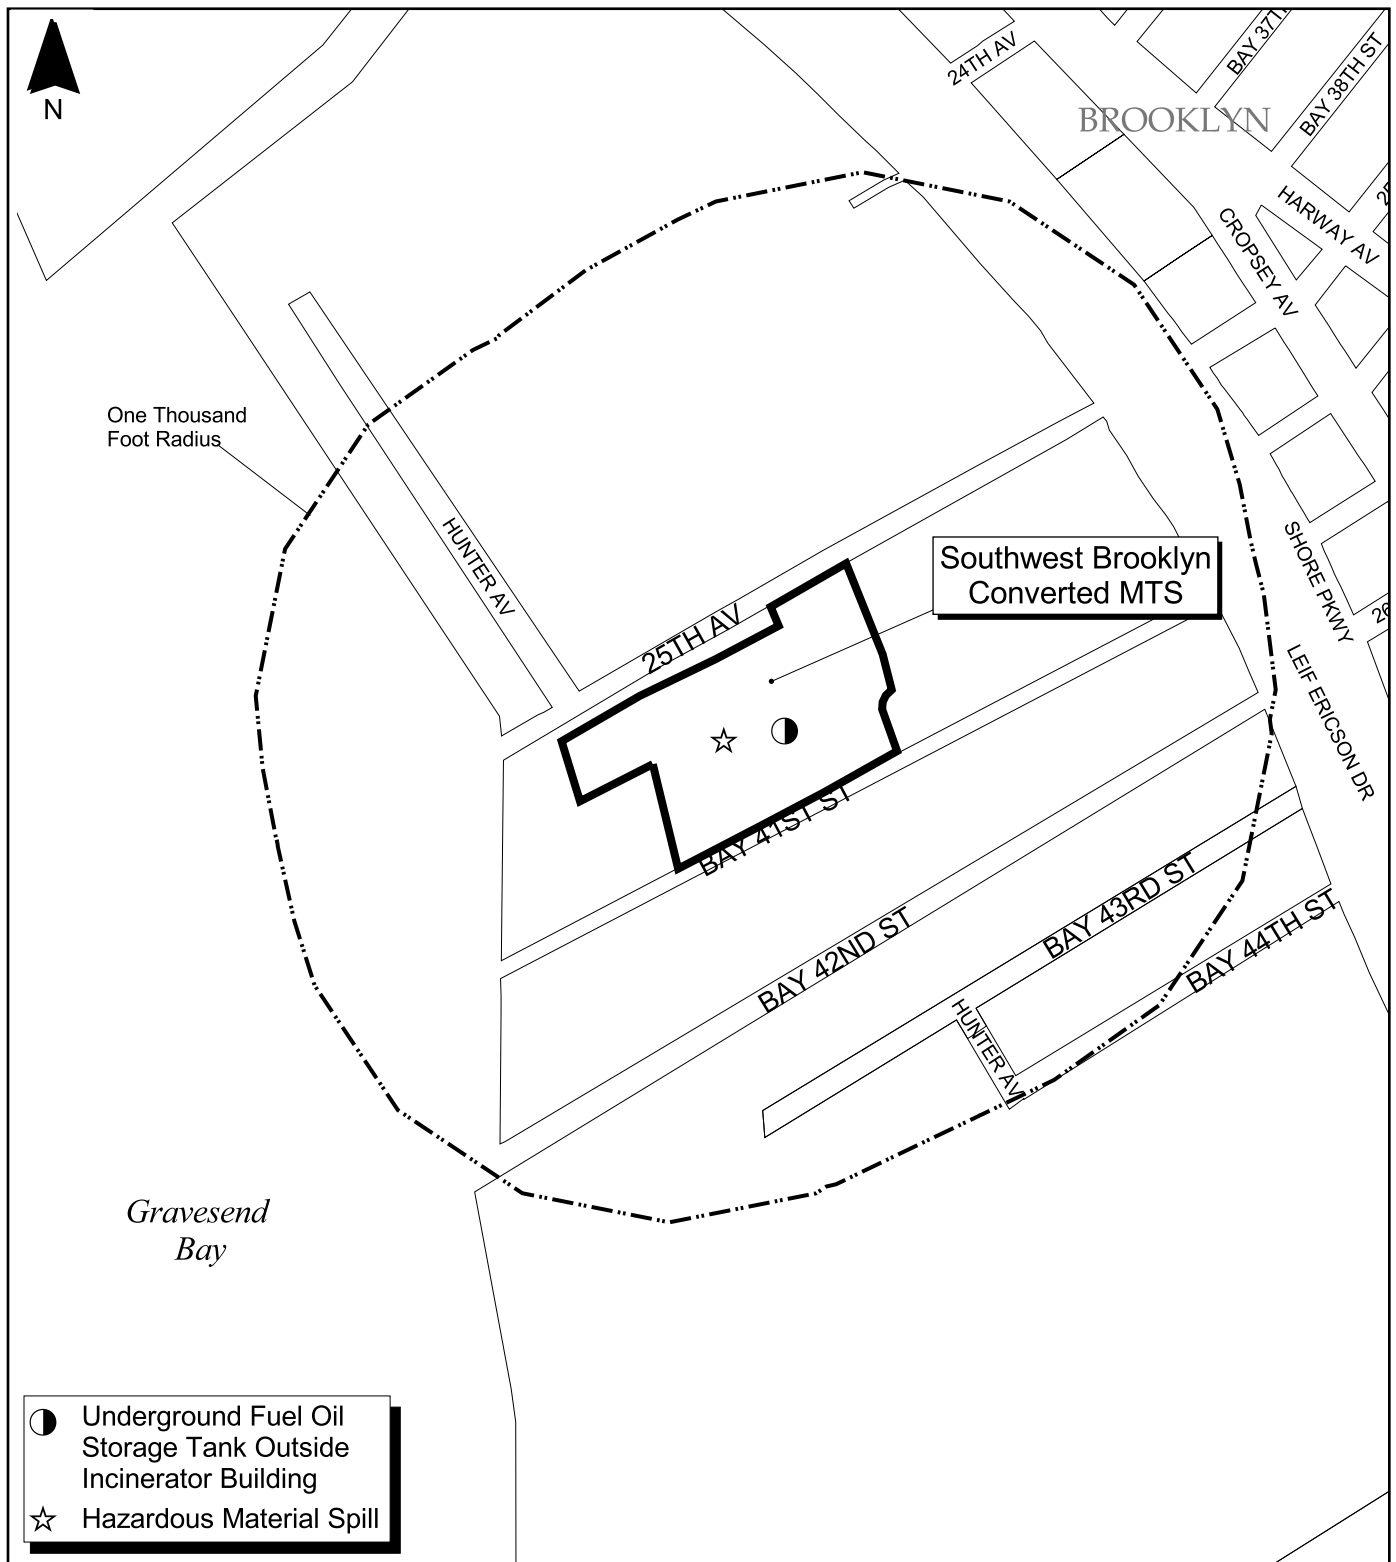 N
24TH AV
BAY 37TH
BAY 38TH ST
BROOKLYN
HARWAY AV
CROPSEY AV
One Thousand
Foot Radius
HUNTER AV
SHORE PKWY
Southwest Brooklyn
Converted MTS
25TH AV
LEIF ERICSON DR
BAY 41ST ST
BAY 42ND ST
BAY 43RD ST
BAY 44TH ST
HUNTER AV
Gravesend
Bay
Underground Fuel Oil
Storage Tank Outside
Incinerator Building
Hazardous Material Spill